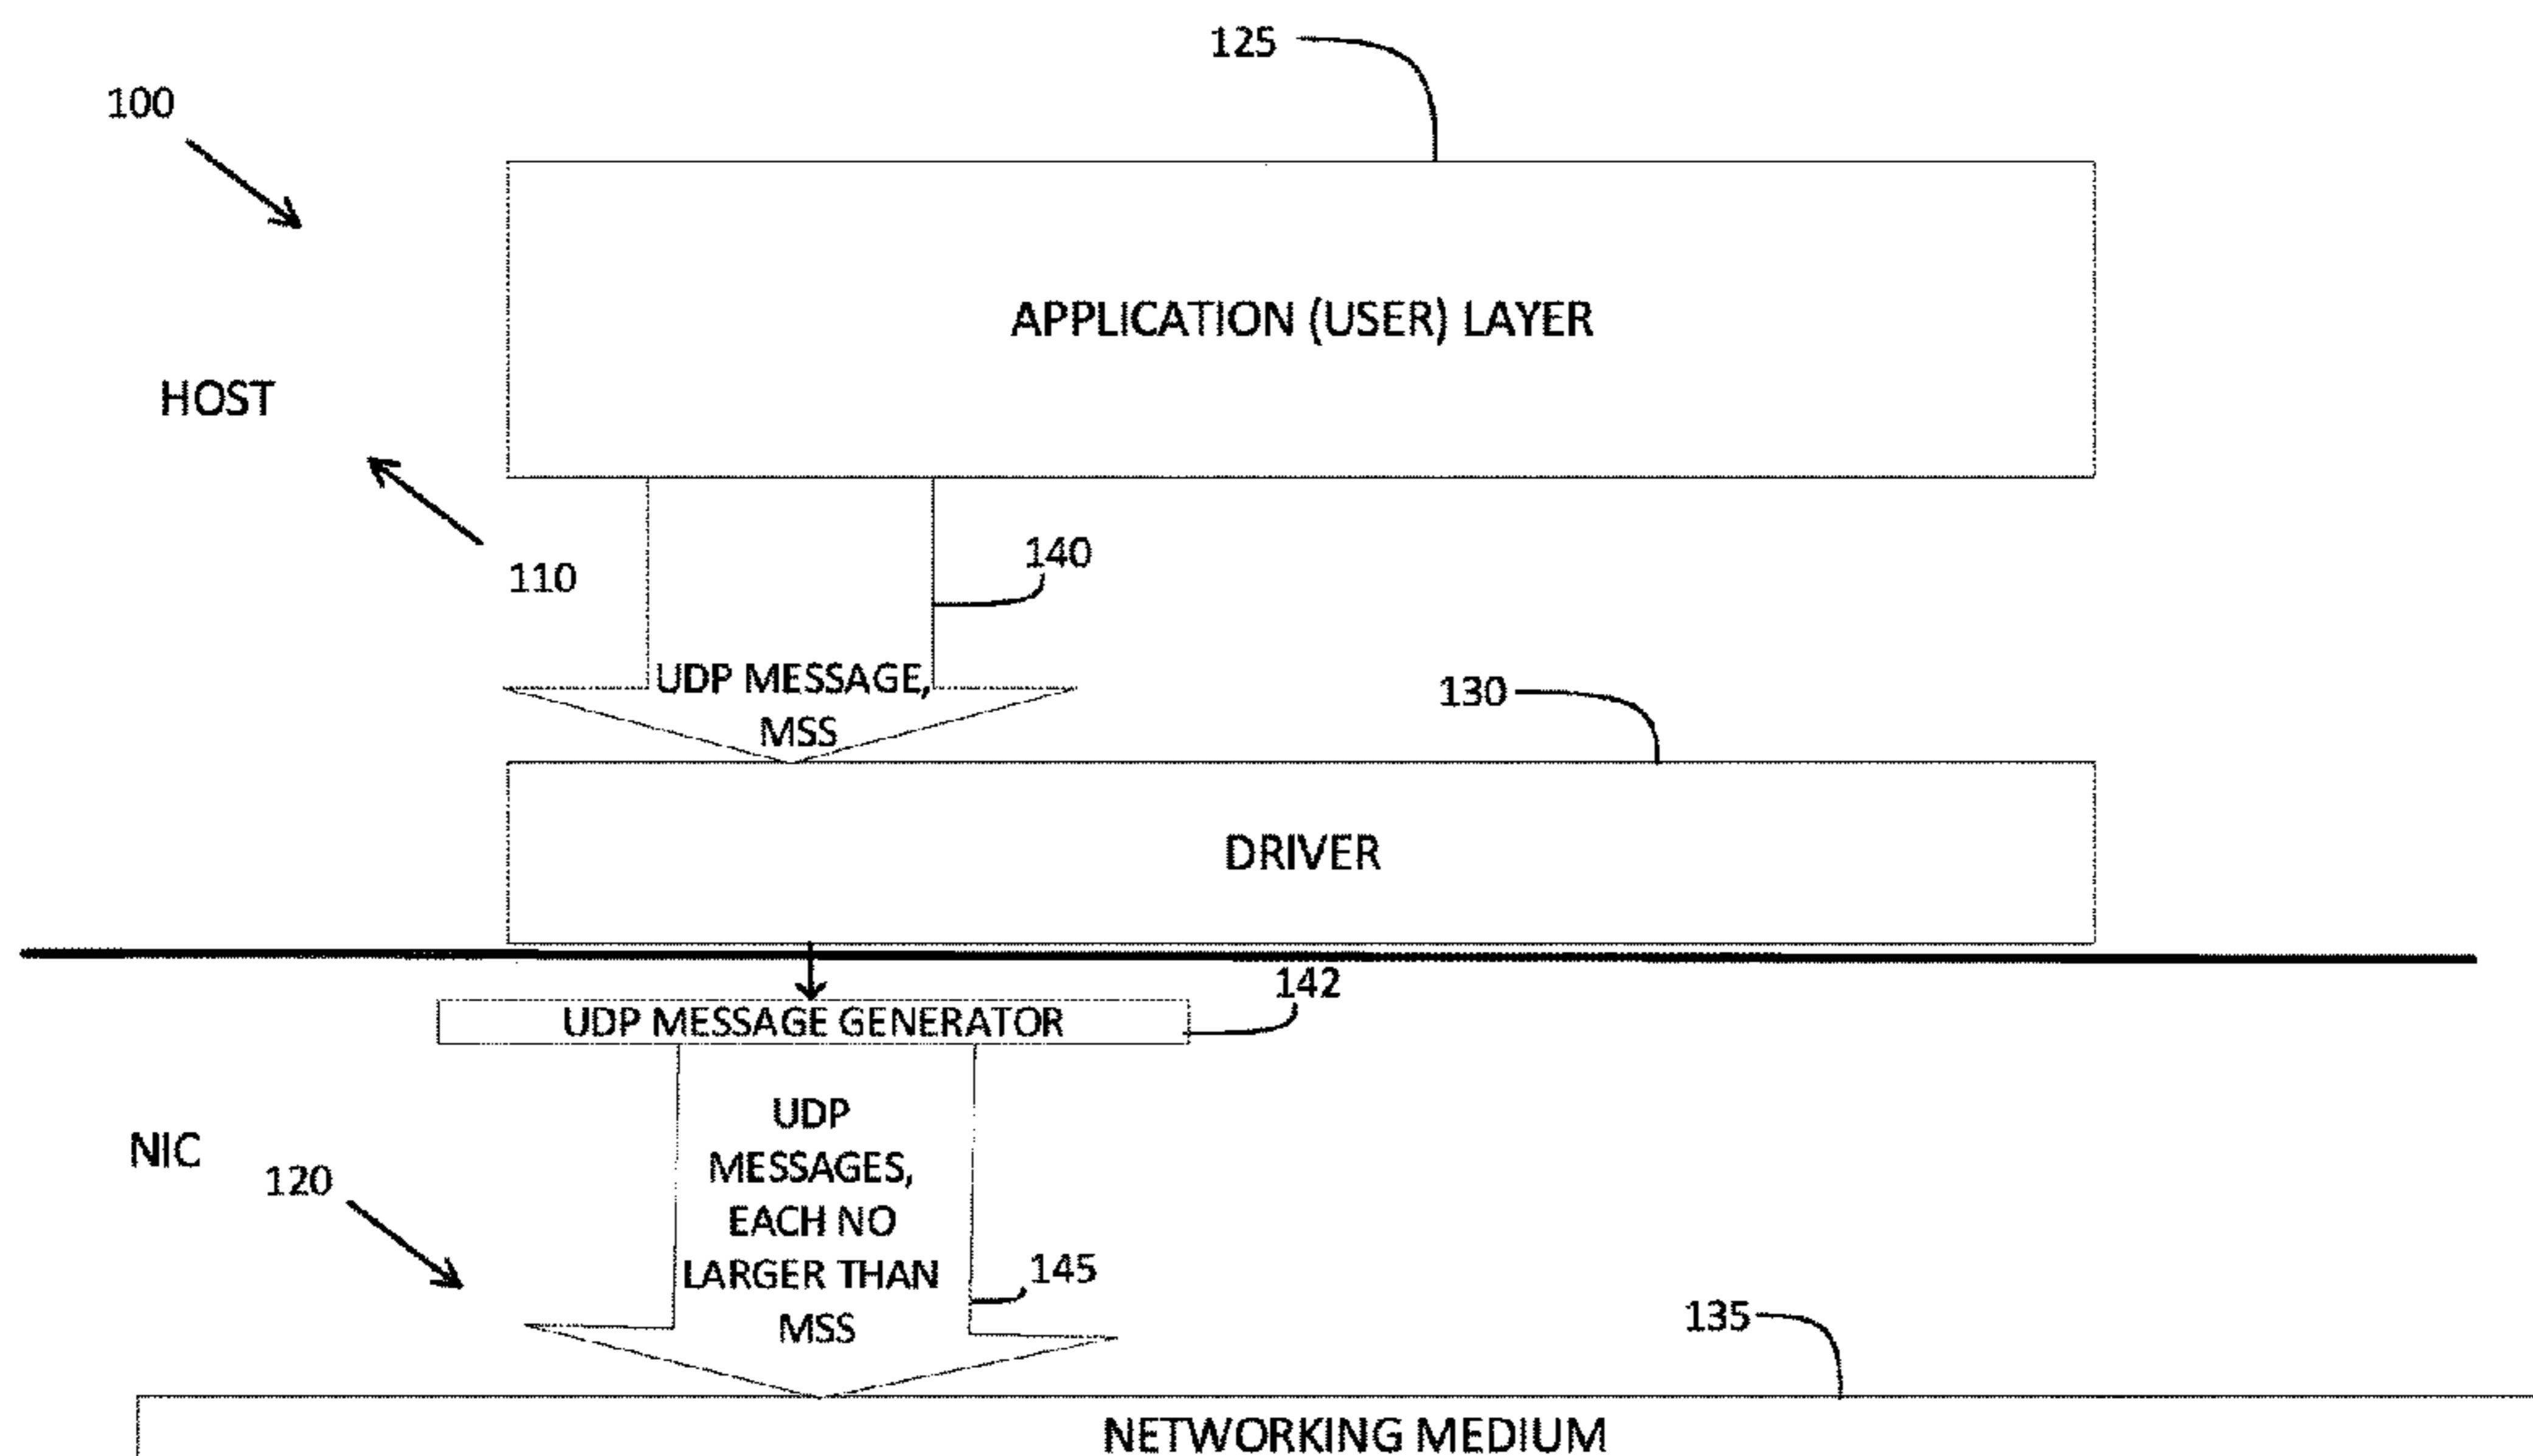 125
100
APPLICATION (USER) LAYER
HOST
140
110
UDP MESSAGE,
MSS
130
DRIVER
142
UDP MESSAGE GENERATOR
UDP
MESSAGES,
EACH NO
LARGER THAN
MSS
NIC
120
145
135
NETWORKING MEDIUM